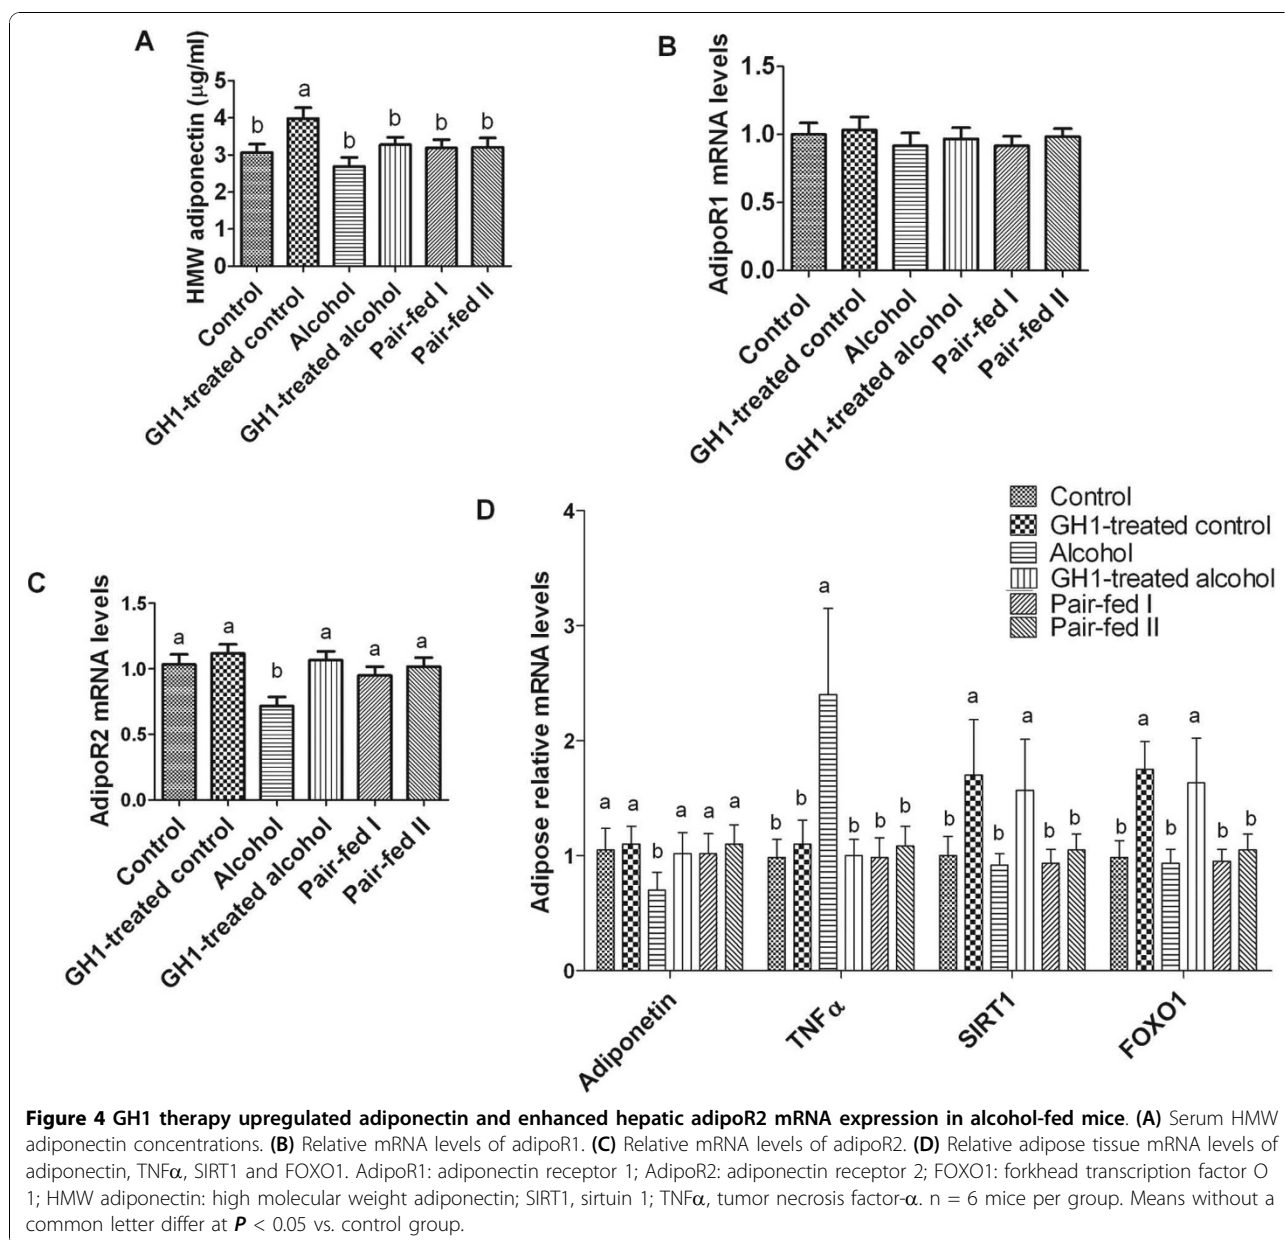 A
HMW adiponectin (μg/ml)
5
4
3
2
1
0
b
a
b
b
b
b
Control
GH1-treated control
Alcohol
GH1-treated alcohol
Pair-fed I
Pair-fed II
B
AdipoR1 mRNA levels
1.5
1.0
0.5
0.0
Control
GH1-treated control
Alcohol
GH1-treated alcohol
Pair-fed I
Pair-fed II
C
AdipoR2 mRNA levels
1.5
1.0
0.5
0.0
a
a
b
a
a
a
Control
GH1-treated control
Alcohol
GH1-treated alcohol
Pair-fed I
Pair-fed II
D
Adipose relative mRNA levels
4
3
2
1
0
Control
GH1-treated control
Alcohol
GH1-treated alcohol
Pair-fed I
Pair-fed II
a
a
b
a
a
a
b
b
a
b
b
b
b
a
b
a
b
b
b
a
b
a
b
b
Adiponetin
TNFα
SIRT1
FOXO1
Figure 4 GH1 therapy upregulated adiponectin and enhanced hepatic adipoR2 mRNA expression in alcohol-fed mice. (A) Serum HMW
adiponectin concentrations. (B) Relative mRNA levels of adipoR1. (C) Relative mRNA levels of adipoR2. (D) Relative adipose tissue mRNA levels of
adiponectin, TNFα, SIRT1 and FOXO1. AdipoR1: adiponectin receptor 1; AdipoR2: adiponectin receptor 2; FOXO1: forkhead transcription factor O
1; HMW adiponectin: high molecular weight adiponectin; SIRT1, sirtuin 1; TNFα, tumor necrosis factor-α. n = 6 mice per group. Means without a
common letter differ at P < 0.05 vs. control group.